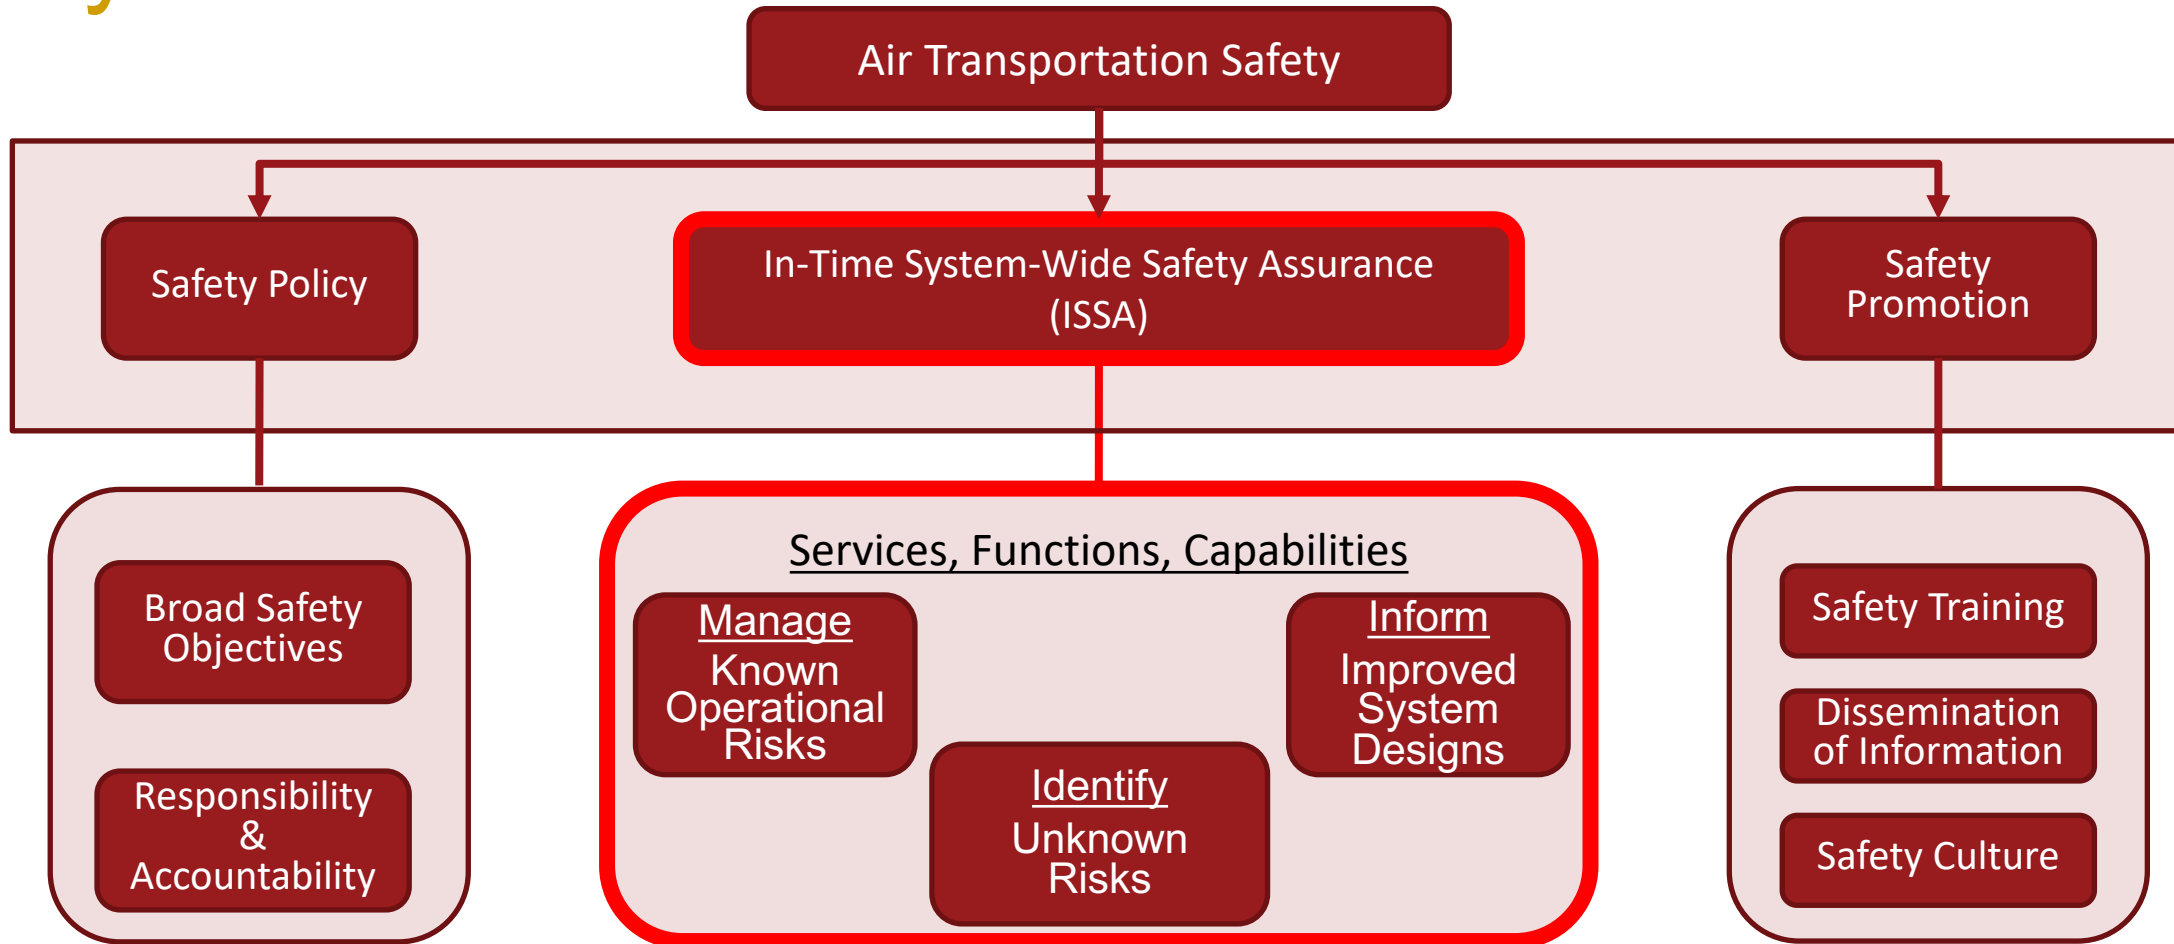 Air Transportation Safety
Safety Policy
In-Time System-Wide Safety Assurance
(ISSA)
Safety
Promotion
Broad Safety
Objectives
Responsibility
&
Accountability
Services, Functions, Capabilities
Manage
Known
Operational
Risks
Identify
Unknown
Risks
Inform
Improved
System
Designs
Safety Training
Dissemination
of Information
Safety Culture